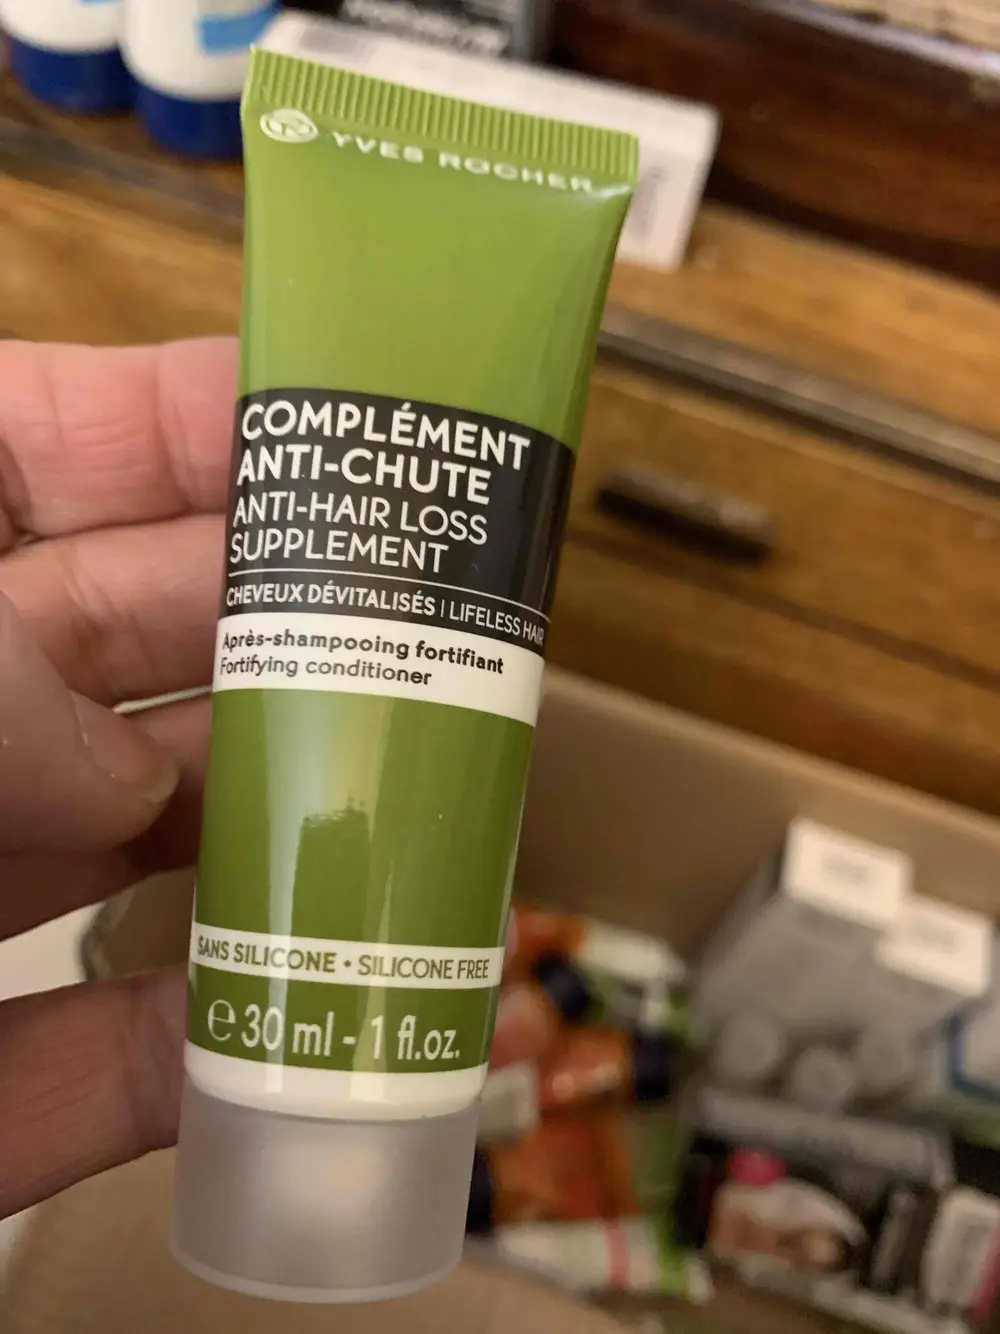 YVES ROCHER
COMPLÉMENT
ANTI-CHUTE
ANTI-HAIR LOSS
SUPPLEMENT
CHEVEUX DÉVITALISÉS | LIFELESS HAIR
Après-shampooing fortifiant
Fortifying conditioner
SANS SILICONE • SILICONE FREE
℮ 30 ml - 1 fl.oz.